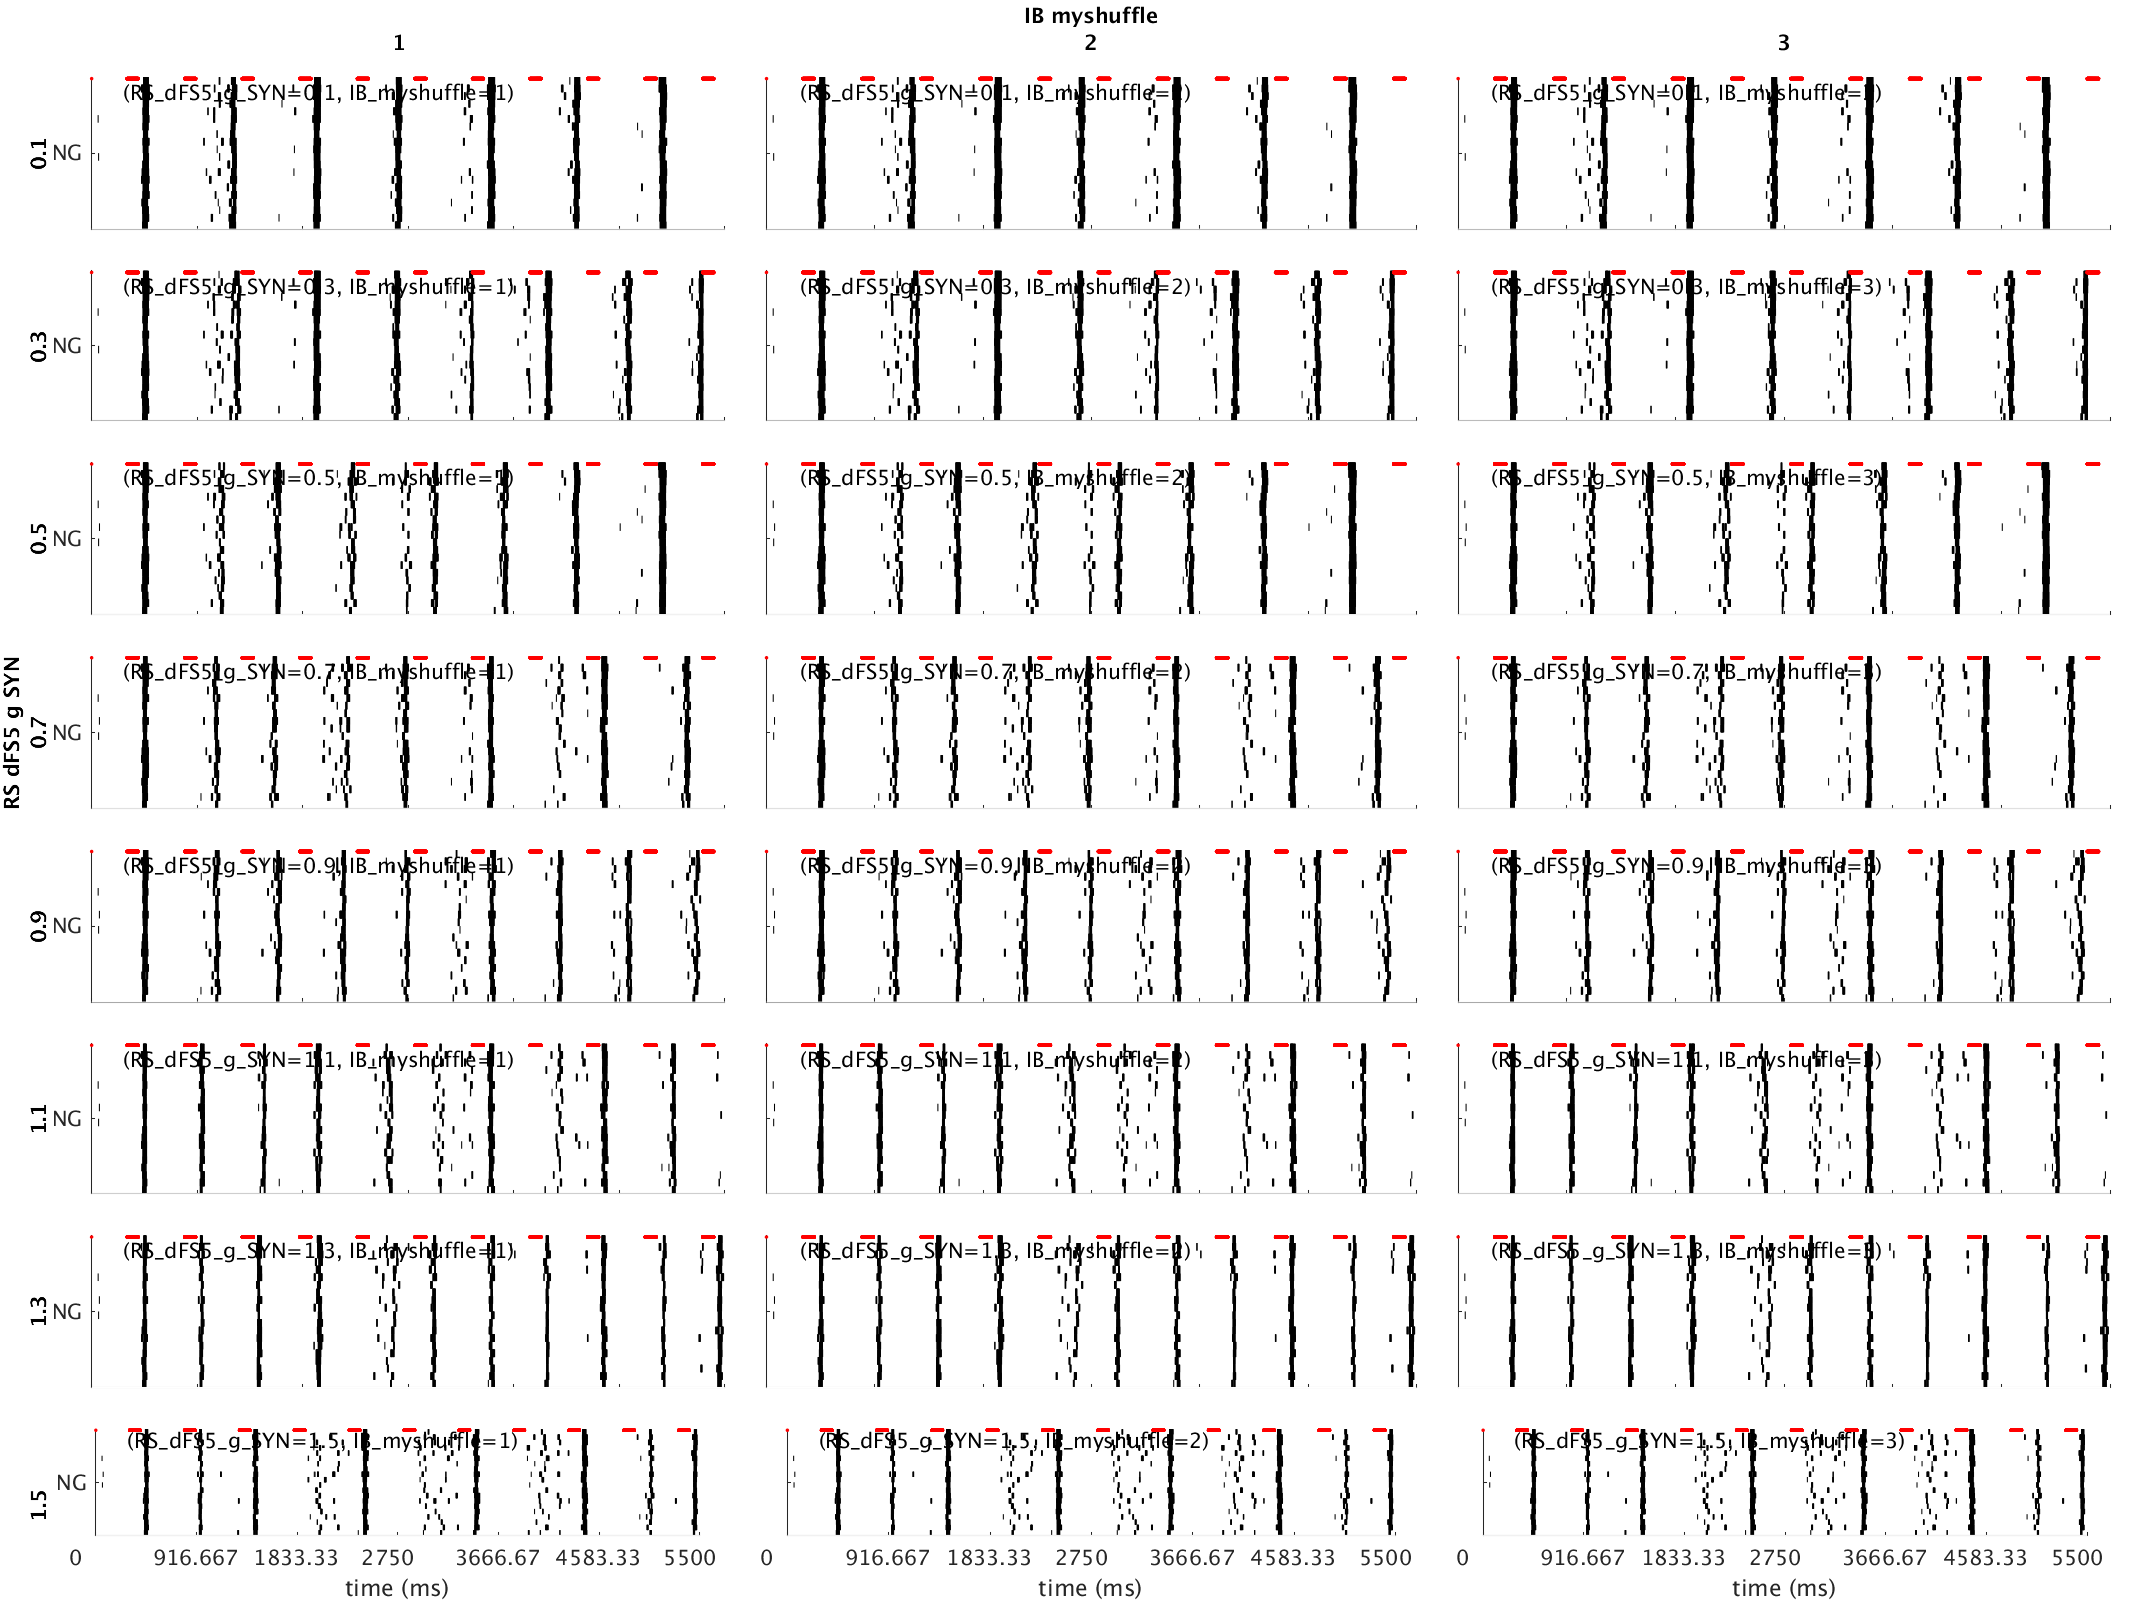 IB myshuffle
1 2 3
RS dFS5 g SYN
(RS_dFS5_g_SYN=0.1, IB_myshuffle=1) (RS_dFS5_g_SYN=0.1, IB_myshuffle=2) (RS_dFS5_g_SYN=0.1, IB_myshuffle=3)
0.1 NG
(RS_dFS5_g_SYN=0.3, IB_myshuffle=1) (RS_dFS5_g_SYN=0.3, IB_myshuffle=2) (RS_dFS5_g_SYN=0.3, IB_myshuffle=3)
0.3 NG
(RS_dFS5_g_SYN=0.5, IB_myshuffle=1) (RS_dFS5_g_SYN=0.5, IB_myshuffle=2) (RS_dFS5_g_SYN=0.5, IB_myshuffle=3)
0.5 NG
(RS_dFS5_g_SYN=0.7, IB_myshuffle=1) (RS_dFS5_g_SYN=0.7, IB_myshuffle=2) (RS_dFS5_g_SYN=0.7, IB_myshuffle=3)
0.7 NG
(RS_dFS5_g_SYN=0.9, IB_myshuffle=1) (RS_dFS5_g_SYN=0.9, IB_myshuffle=2) (RS_dFS5_g_SYN=0.9, IB_myshuffle=3)
0.9 NG
(RS_dFS5_g_SYN=1.1, IB_myshuffle=1) (RS_dFS5_g_SYN=1.1, IB_myshuffle=2) (RS_dFS5_g_SYN=1.1, IB_myshuffle=3)
1.1 NG
(RS_dFS5_g_SYN=1.3, IB_myshuffle=1) (RS_dFS5_g_SYN=1.3, IB_myshuffle=2) (RS_dFS5_g_SYN=1.3, IB_myshuffle=3)
1.3 NG
(RS_dFS5_g_SYN=1.5, IB_myshuffle=1) (RS_dFS5_g_SYN=1.5, IB_myshuffle=2) (RS_dFS5_g_SYN=1.5, IB_myshuffle=3)
1.5 NG
0 916.667 1833.33 2750 3666.67 4583.33 5500 0 916.667 1833.33 2750 3666.67 4583.33 5500 0 916.667 1833.33 2750 3666.67 4583.33 5500
time (ms) time (ms) time (ms)